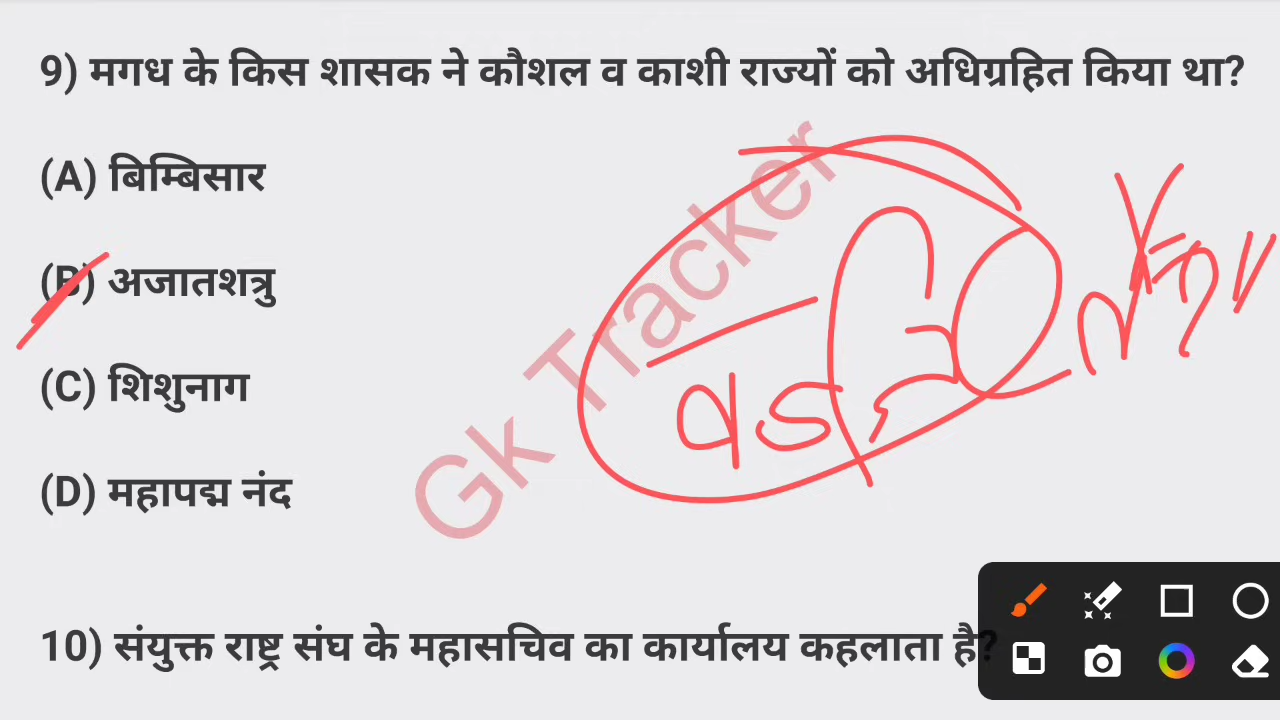 9) मगध के किस शासक ने कौशल व काशी राज्यों को अधिग्रहित किया था?
(A) बिम्बिसार
(B) अजातशत्रु
(C) शिशुनाग
(D) महापद्म नंद
Gk Tracker
10) संयुक्त राष्ट्र संघ के महासचिव का कार्यालय कहलाता है?